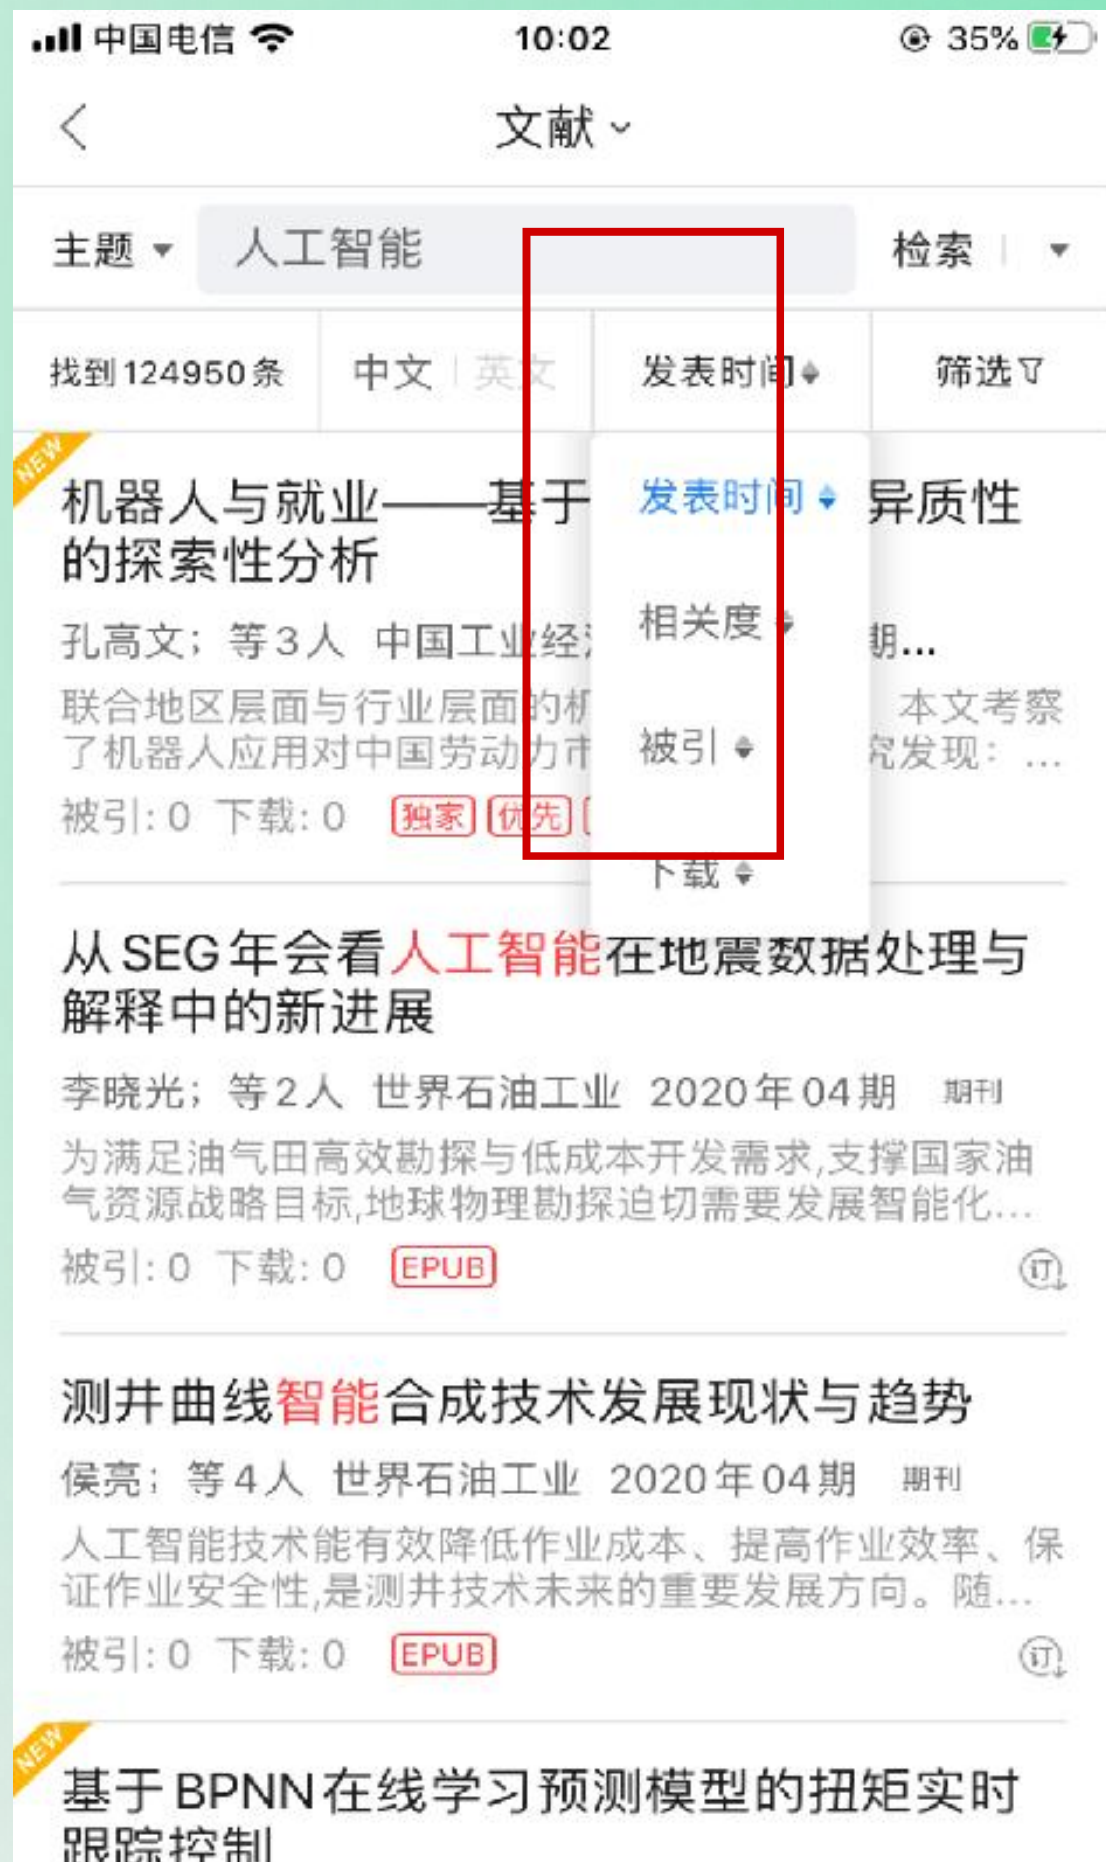 中国电信 10:02 35%
文献
主题 人工智能 检索
找到124950条 中文 英文 发表时间 筛选
NEW
机器人与就业——基于 异质性
的探索性分析
孔高文；等3人 中国工业经 期...
联合地区层面与行业层面的机 本文考察
了机器人应用对中国劳动力市 究发现：...
被引:0 下载:0 独家 优先
发表时间
相关度
被引
下载
从SEG年会看人工智能在地震数据处理与
解释中的新进展
李晓光；等2人 世界石油工业 2020年04期 期刊
为满足油气田高效勘探与低成本开发需求,支撑国家油
气资源战略目标,地球物理勘探迫切需要发展智能化...
被引:0 下载:0 EPUB 订
测井曲线智能合成技术发展现状与趋势
侯亮；等4人 世界石油工业 2020年04期 期刊
人工智能技术能有效降低作业成本、提高作业效率、保
证作业安全性,是测井技术未来的重要发展方向。随...
被引:0 下载:0 EPUB 订
NEW
基于BPNN在线学习预测模型的扭矩实时
跟踪控制